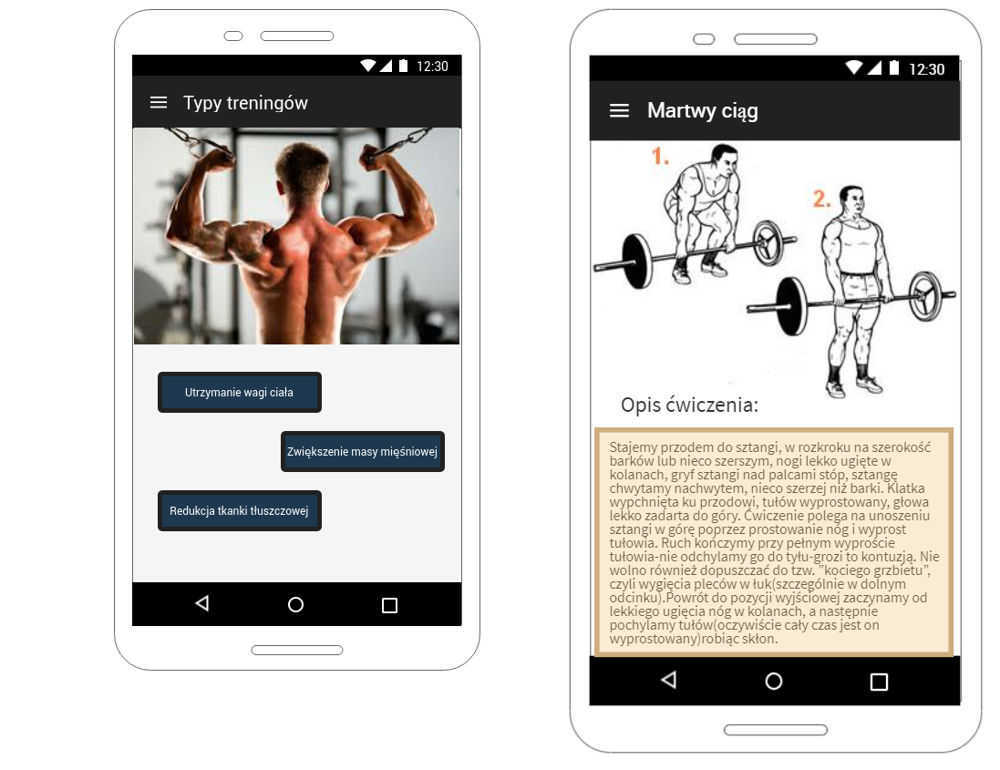 12:30
Typy treningów
Utrzymanie wagi ciała
Zwiększenie masy mięśniowej
Redukcja tkanki tłuszczowej
12:30
Martwy ciąg
1.
2.
Opis ćwiczenia:
Stajemy przodem do sztangi, w rozkroku na szerokość
barków lub nieco szerszym, nogi lekko ugięte w
kolanach, gryf sztangi nad palcami stóp, sztangę
chwytamy nachwytem, nieco szerzej niż barki. Klatka
wypchnięta ku przodowi, tułów wyprostowany, głowa
lekko zadarta do góry. Ćwiczenie polega na unoszeniu
sztangi w górę poprzez prostowanie nóg i wyprost
tułowia. Ruch kończymy przy pełnym wyproście
tułowia-nie odchylamy go do tyłu-grozi to kontuzją. Nie
wolno również dopuszczać do tzw. ”kociego grzbietu”,
czyli wygięcia pleców w łuk(szczególnie w dolnym
odcinku).Powrót do pozycji wyjściowej zaczynamy od
lekkiego ugięcia nóg w kolanach, a następnie
pochylamy tułów(oczywiście cały czas jest on
wyprostowany)robiąc skłon.